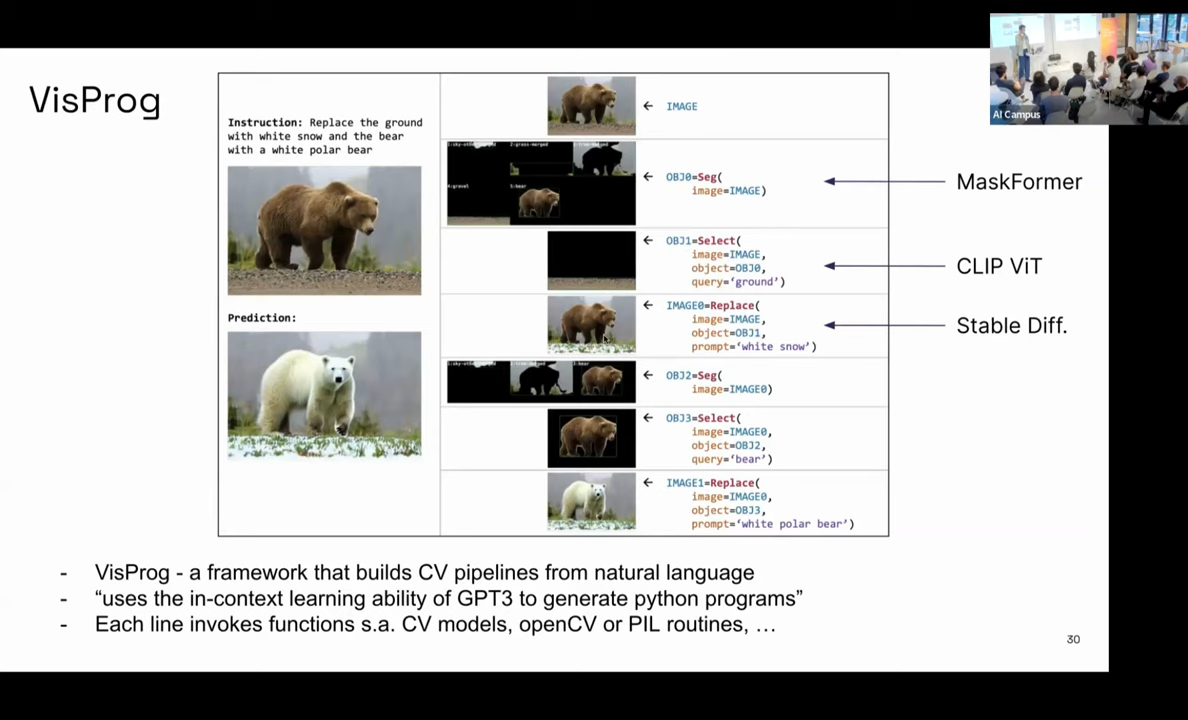 VisProg
AI Campus
Instruction: Replace the ground
with white snow and the bear
with a white polar bear
Prediction:
← IMAGE
← OBJ0=Seg(
image=IMAGE)
← OBJ1=Select(
image=IMAGE,
object=OBJ0,
query=‘ground’)
← IMAGE0=Replace(
image=IMAGE,
object=OBJ1,
prompt=‘white snow’)
← OBJ2=Seg(
image=IMAGE0)
← OBJ3=Select(
image=IMAGE0,
object=OBJ2,
query=‘bear’)
← IMAGE1=Replace(
image=IMAGE0,
object=OBJ3,
prompt=‘white polar bear’)
MaskFormer
CLIP ViT
Stable Diff.
- VisProg - a framework that builds CV pipelines from natural language
- “uses the in-context learning ability of GPT3 to generate python programs”
- Each line invokes functions s.a. CV models, openCV or PIL routines, …
30